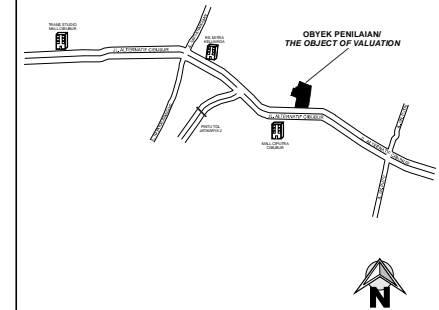 TRANS STUDIO
MALL CIBUBUR
RS. MITRA
KELUARGA
OBYEK PENILAIAN/
THE OBJECT OF VALUATION
JL. ALTERNATIF CIBUBUR
PINTU TOL
JATIKARYA 2
JL. ALTERNATIF CIBUBUR
MALL CIPUTRA
CIBUBUR
JL. ALTERNATIF CIBUBUR
N